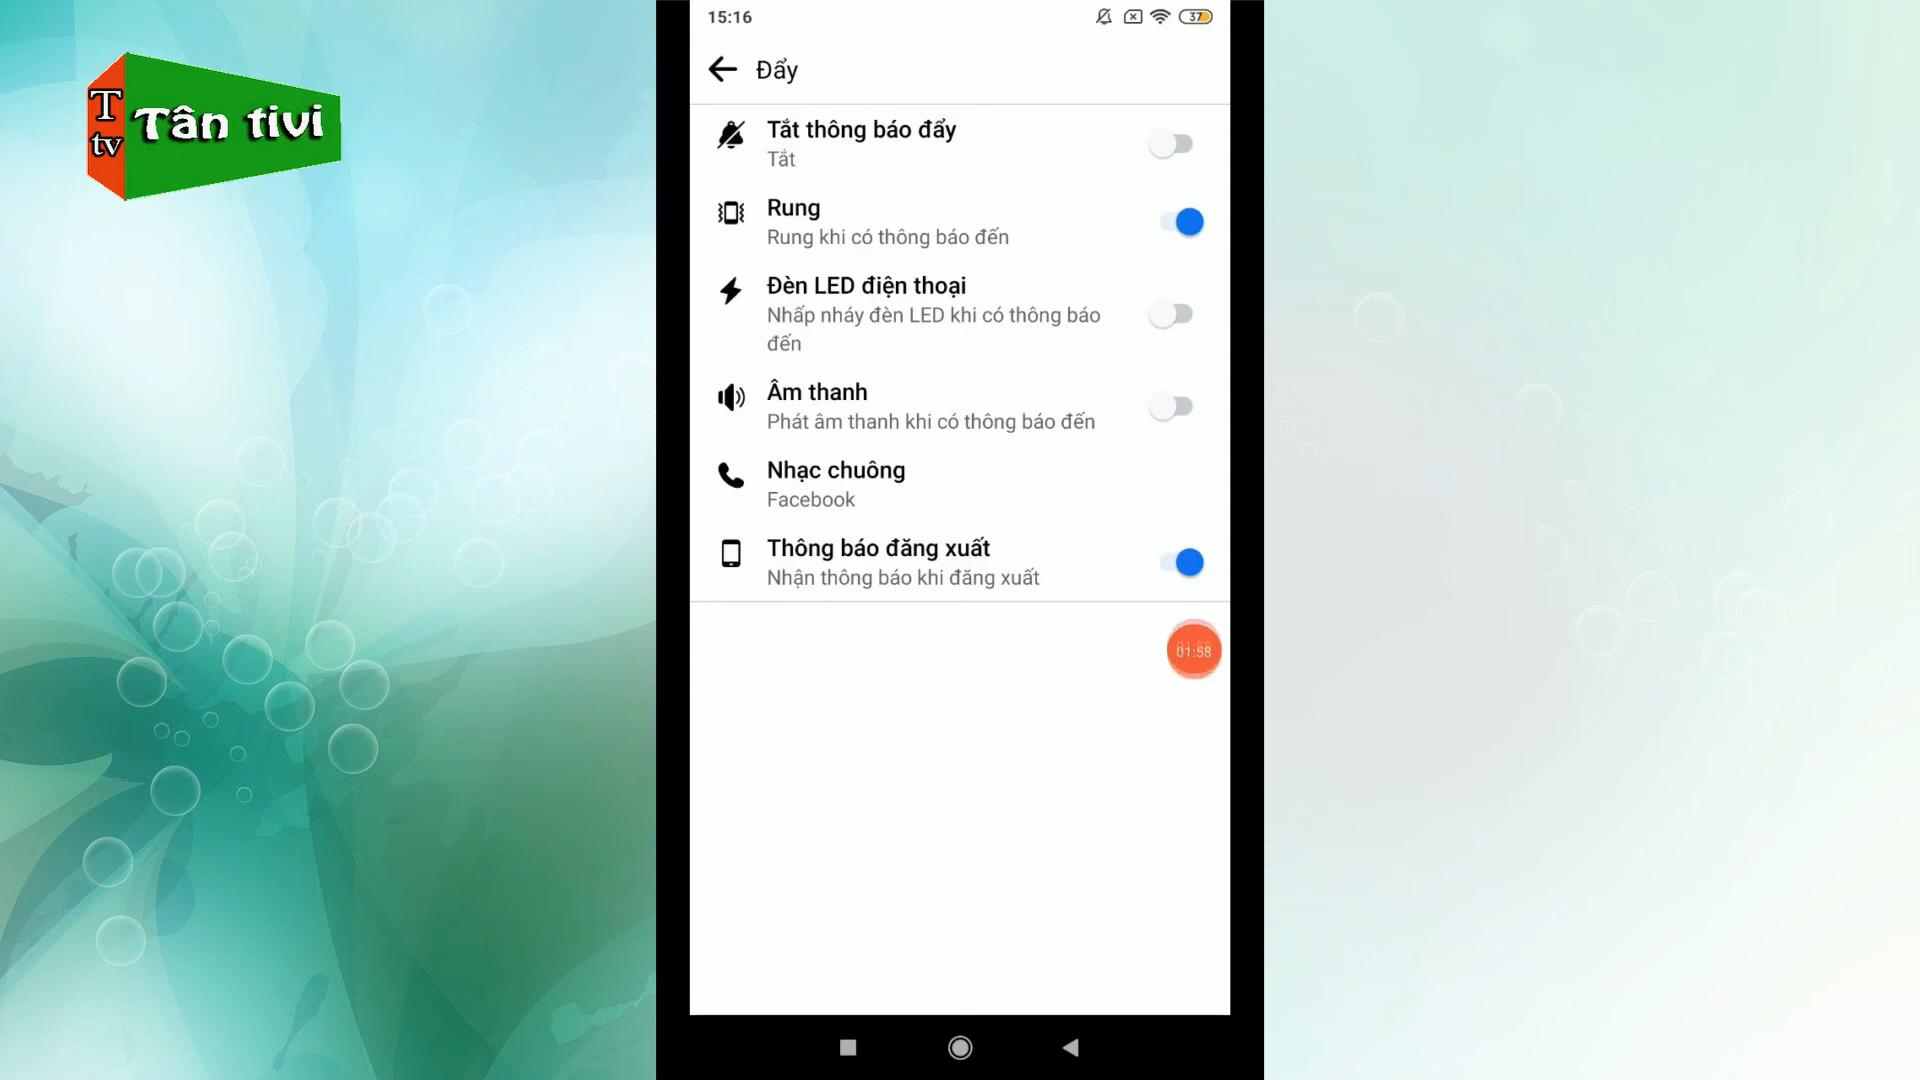 15:16
37
T
tv
Tân tivi
Đẩy
Tắt thông báo đẩy
Tắt
Rung
Rung khi có thông báo đến
Đèn LED điện thoại
Nhấp nháy đèn LED khi có thông báo
đến
Âm thanh
Phát âm thanh khi có thông báo đến
Nhạc chuông
Facebook
Thông báo đăng xuất
Nhận thông báo khi đăng xuất
01:58